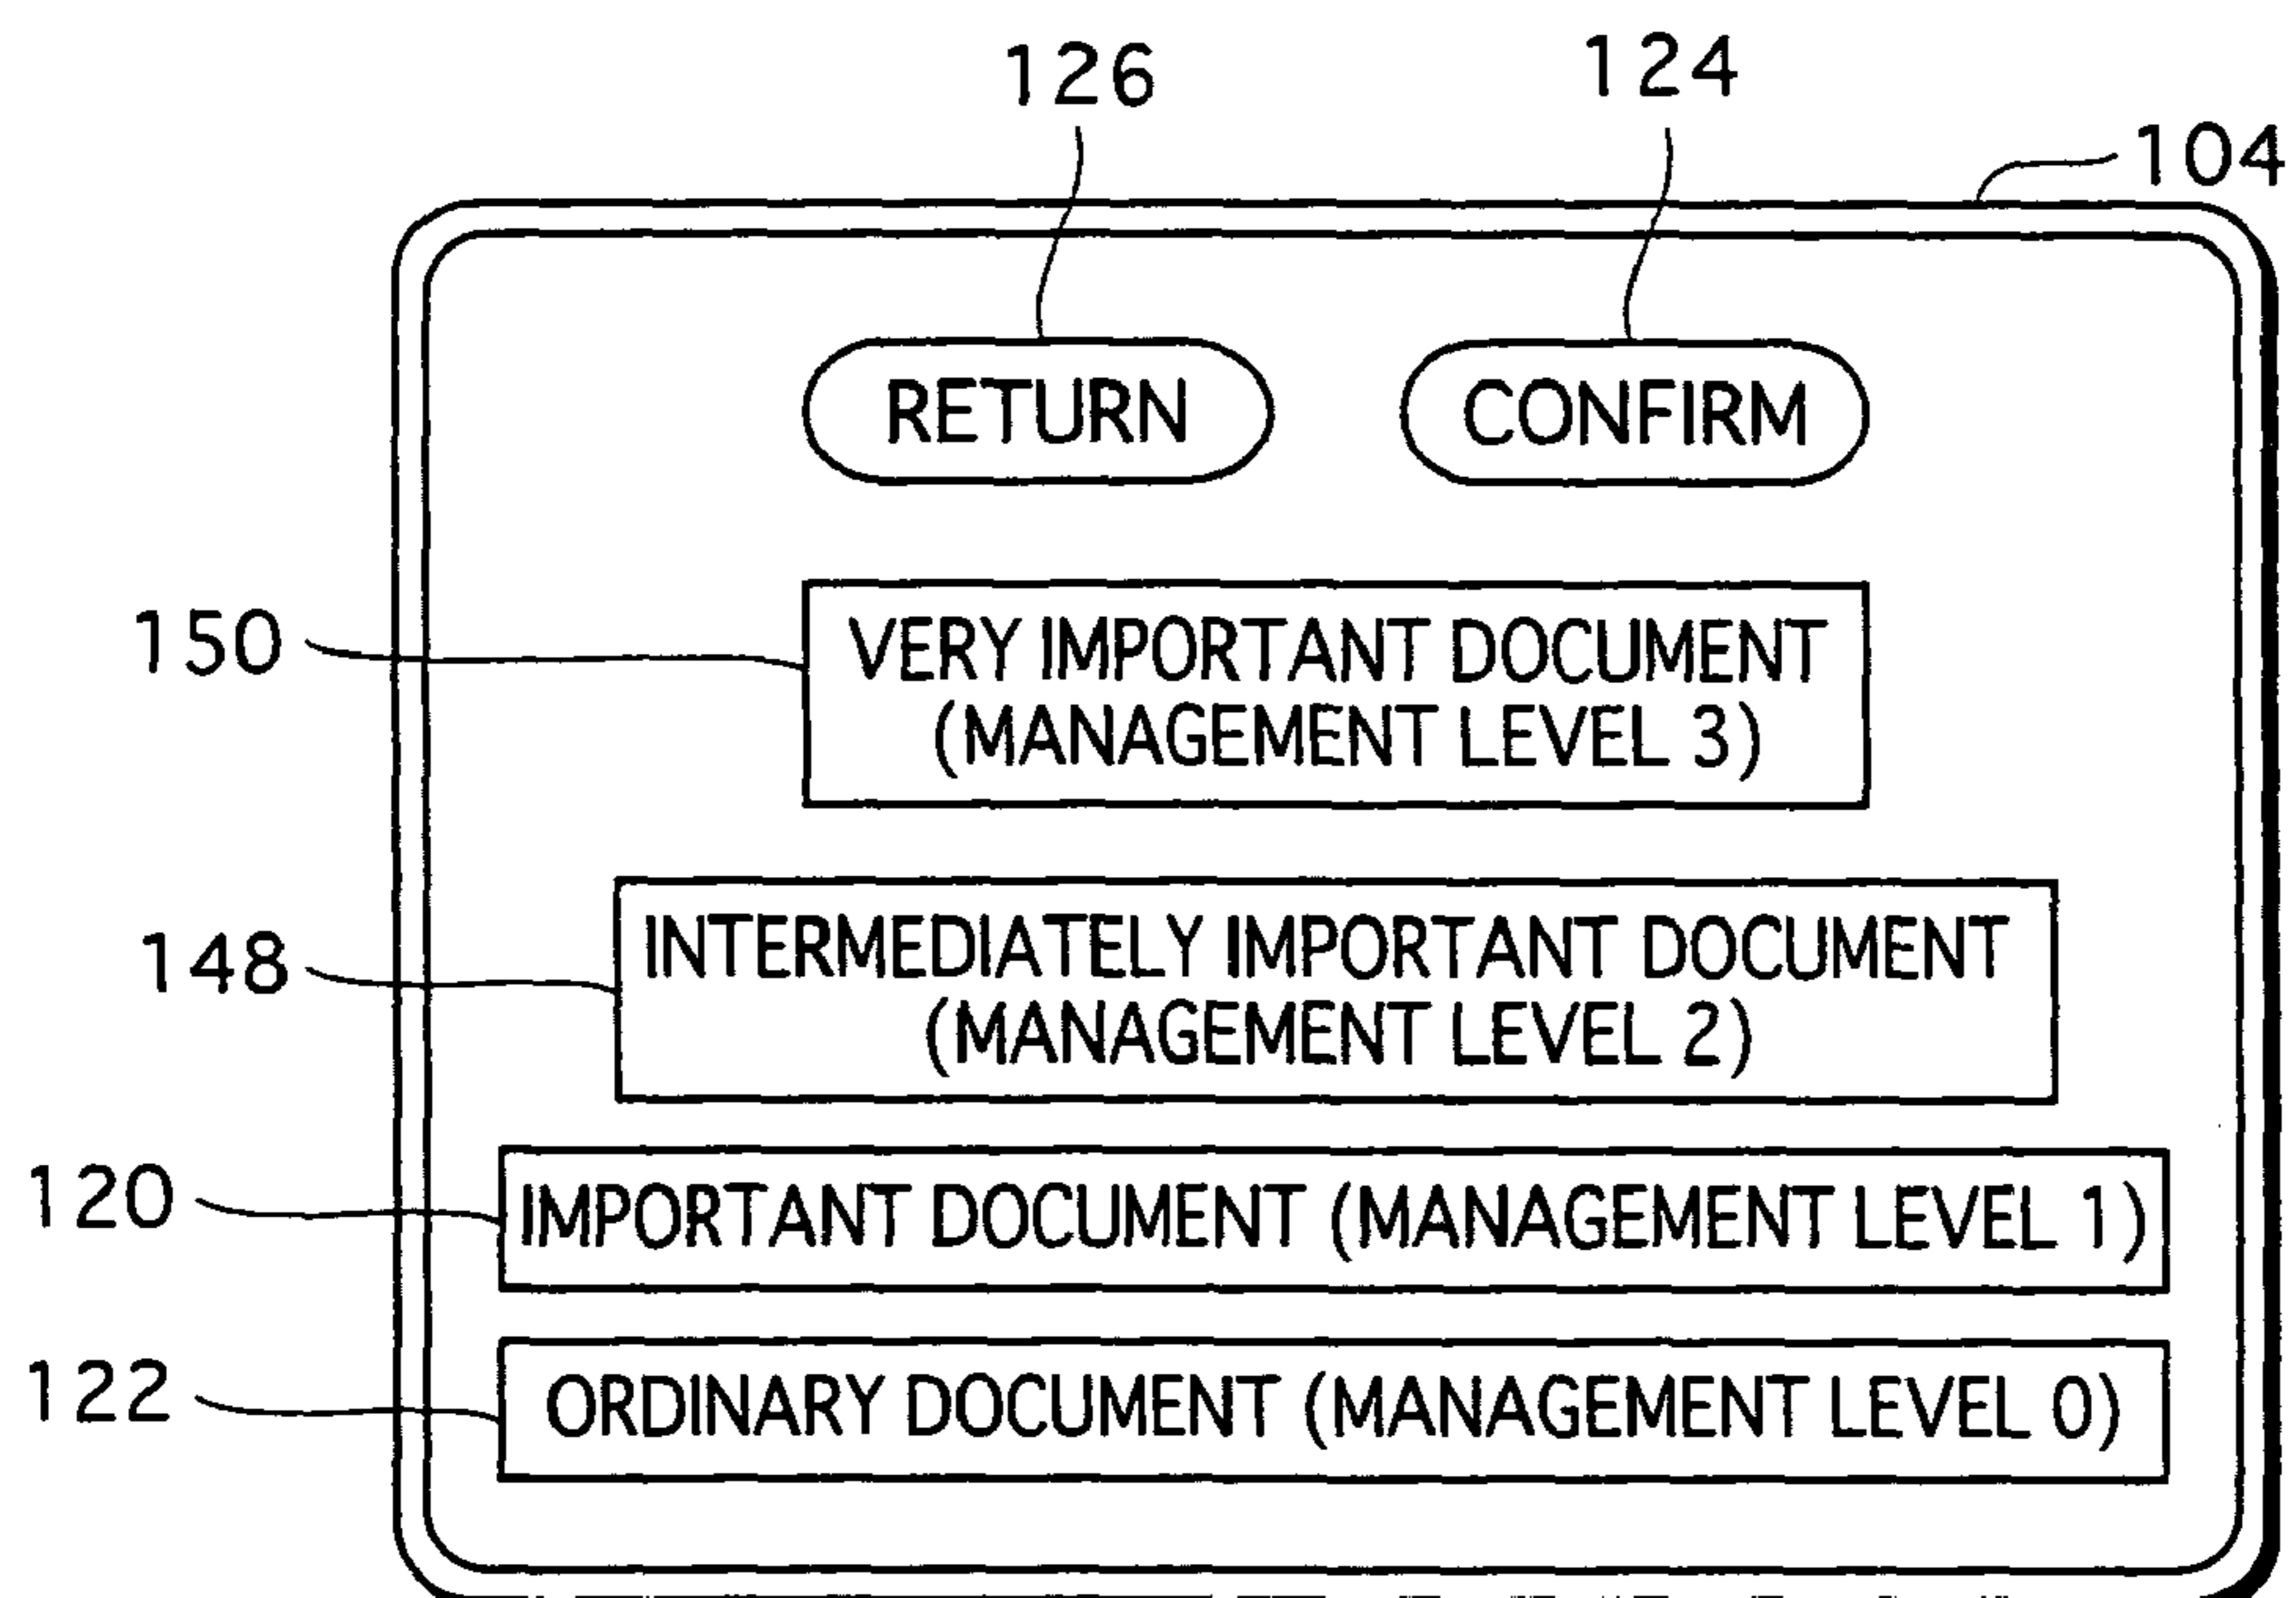 126 124
104
RETURN CONFIRM
150 VERY IMPORTANT DOCUMENT
(MANAGEMENT LEVEL 3)
148 INTERMEDIATELY IMPORTANT DOCUMENT
(MANAGEMENT LEVEL 2)
120 IMPORTANT DOCUMENT (MANAGEMENT LEVEL 1)
122 ORDINARY DOCUMENT (MANAGEMENT LEVEL 0)